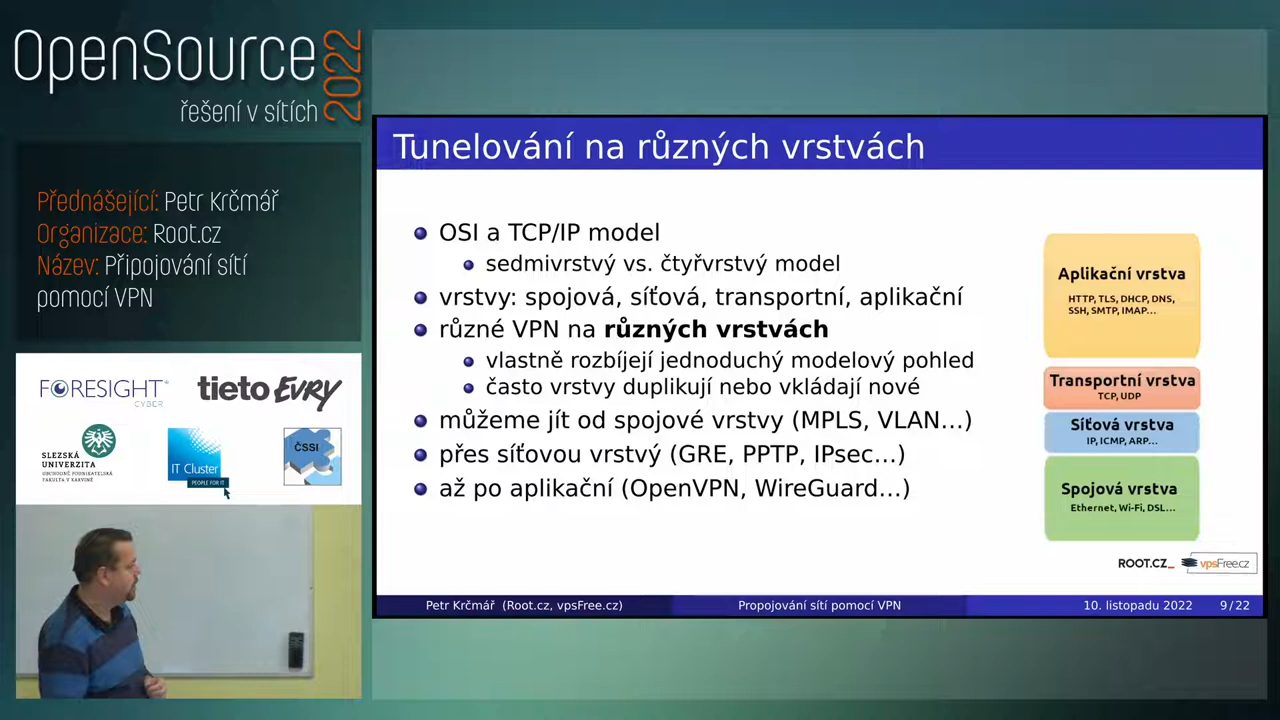 OpenSource
2022
řešení v sítích
Přednášející: Petr Krčmář
Organizace: Root.cz
Název: Připojování sítí
pomocí VPN
FORESIGHT
CYBER
tieto Evry
SLEZSKÁ
UNIVERZITA
OBCHODNĚ PODNIKATELSKÁ
FAKULTA V KARVINÉ
IT Cluster
PEOPLE FOR IT
ČSSI
Tunelování na různých vrstvách
OSI a TCP/IP model
sedmivrstvý vs. čtyřvrstvý model
vrstvy: spojová, síťová, transportní, aplikační
různé VPN na různých vrstvách
vlastně rozbíjejí jednoduchý modelový pohled
často vrstvy duplikují nebo vkládají nové
můžeme jít od spojové vrstvy (MPLS, VLAN…)
přes síťovou vrstvý (GRE, PPTP, IPsec…)
až po aplikační (OpenVPN, WireGuard…)
Aplikační vrstva
HTTP, TLS, DHCP, DNS,
SSH, SMTP, IMAP…
Transportní vrstva
TCP, UDP
Síťová vrstva
IP, ICMP, ARP…
Spojová vrstva
Ethernet, Wi-Fi, DSL…
ROOT.CZ_
vpsFree.cz
Petr Krčmář (Root.cz, vpsFree.cz)
Propojování sítí pomocí VPN
10. listopadu 2022
9/22